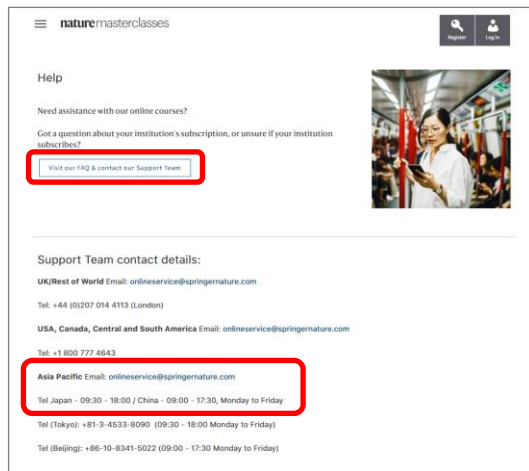 nature masterclasses
Register
Log in
Help
Need assistance with our online courses?
Got a question about your institution's subscription, or unsure if your institution
subscribes?
Visit our FAQ & contact our Support Team
Support Team contact details:
UK/Rest of World Email: onlineservice@springernature.com
Tel: +44 (0)207 014 4113 (London)
USA, Canada, Central and South America Email: onlineservice@springernature.com
Tel: +1 800 777 4643
Asia Pacific Email: onlineservice@springernature.com
Tel Japan - 09:30 - 18:00 / China - 09:00 - 17:30, Monday to Friday
Tel (Tokyo): +81-3-4533-8090 (09:30 - 18:00 Monday to Friday)
Tel (Beijing): +86-10-8341-5022 (09:00 - 17:30 Monday to Friday)